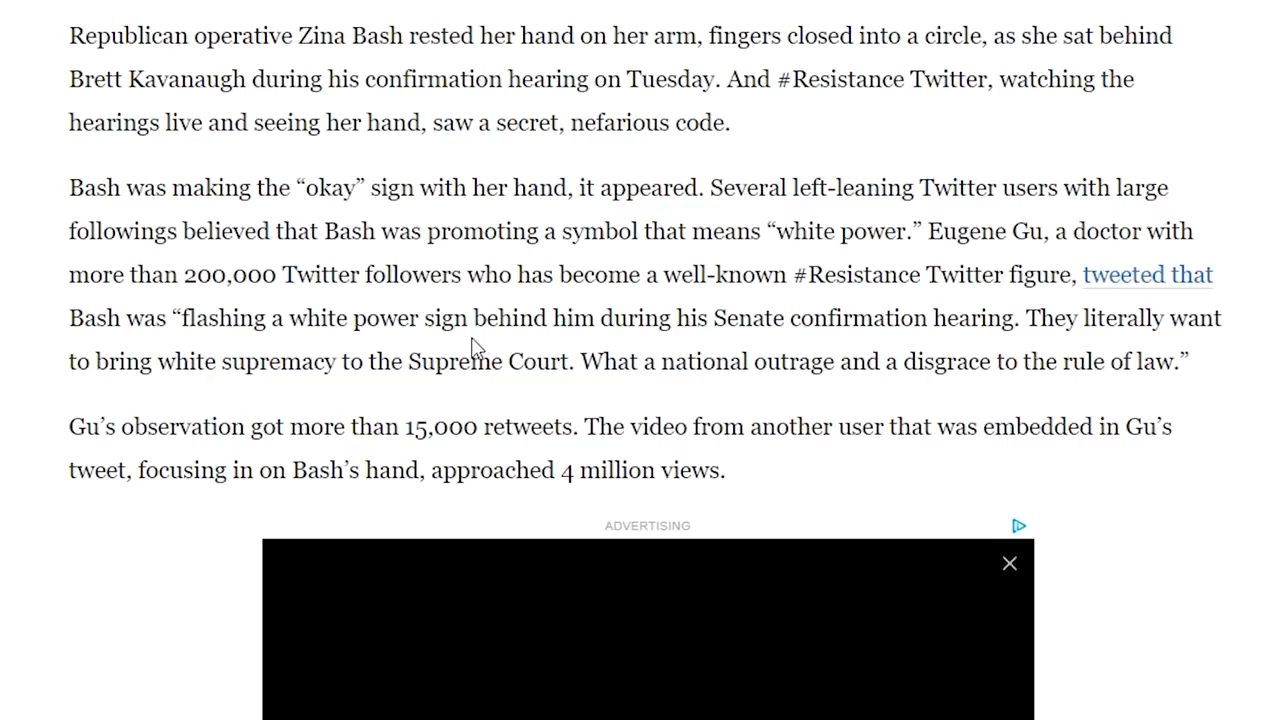 Republican operative Zina Bash rested her hand on her arm, fingers closed into a circle, as she sat behind
Brett Kavanaugh during his confirmation hearing on Tuesday. And #Resistance Twitter, watching the
hearings live and seeing her hand, saw a secret, nefarious code.
Bash was making the “okay” sign with her hand, it appeared. Several left-leaning Twitter users with large
followings believed that Bash was promoting a symbol that means “white power.” Eugene Gu, a doctor with
more than 200,000 Twitter followers who has become a well-known #Resistance Twitter figure, tweeted that
Bash was “flashing a white power sign behind him during his Senate confirmation hearing. They literally want
to bring white supremacy to the Supreme Court. What a national outrage and a disgrace to the rule of law.”
Gu’s observation got more than 15,000 retweets. The video from another user that was embedded in Gu’s
tweet, focusing in on Bash’s hand, approached 4 million views.
ADVERTISING